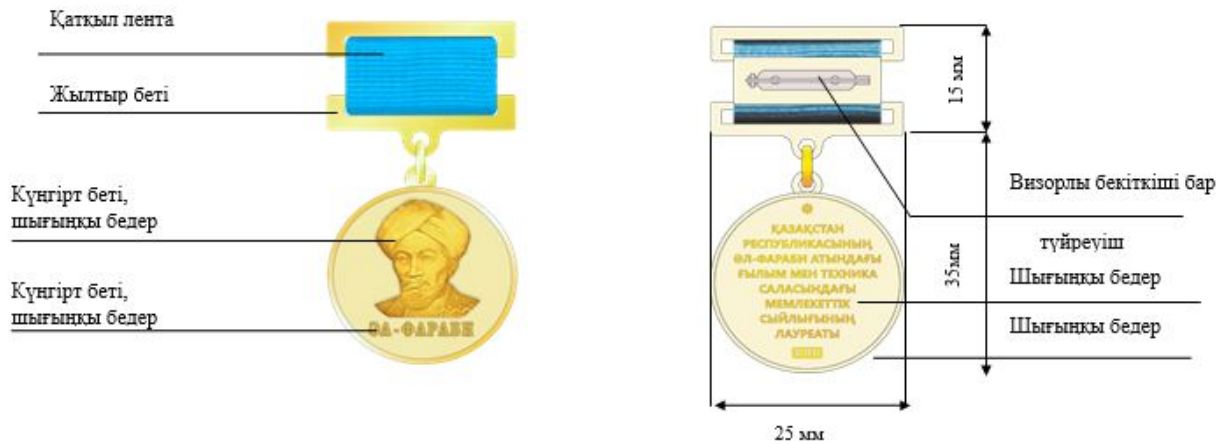 Қатқыл лента
Жылтыр беті
Күңгірт беті,
шығыңқы бедер
Күңгірт беті,
шығыңқы бедер
ӘЛ-ФАРАБИ
15 мм
Визорлы бекіткіші бар
түйреуіш
35мм
Шығыңқы бедер
Шығыңқы бедер
ҚАЗАҚСТАН
РЕСПУБЛИКАСЫНЫҢ
ӘЛ-ФАРАБИ АТЫНДАҒЫ
ҒЫЛЫМ МЕН ТЕХНИКА
САЛАСЫНДАҒЫ
МЕМЛЕКЕТТІК
СЫЙЛЫҒЫНЫҢ
ЛАУРЕАТЫ
25 мм